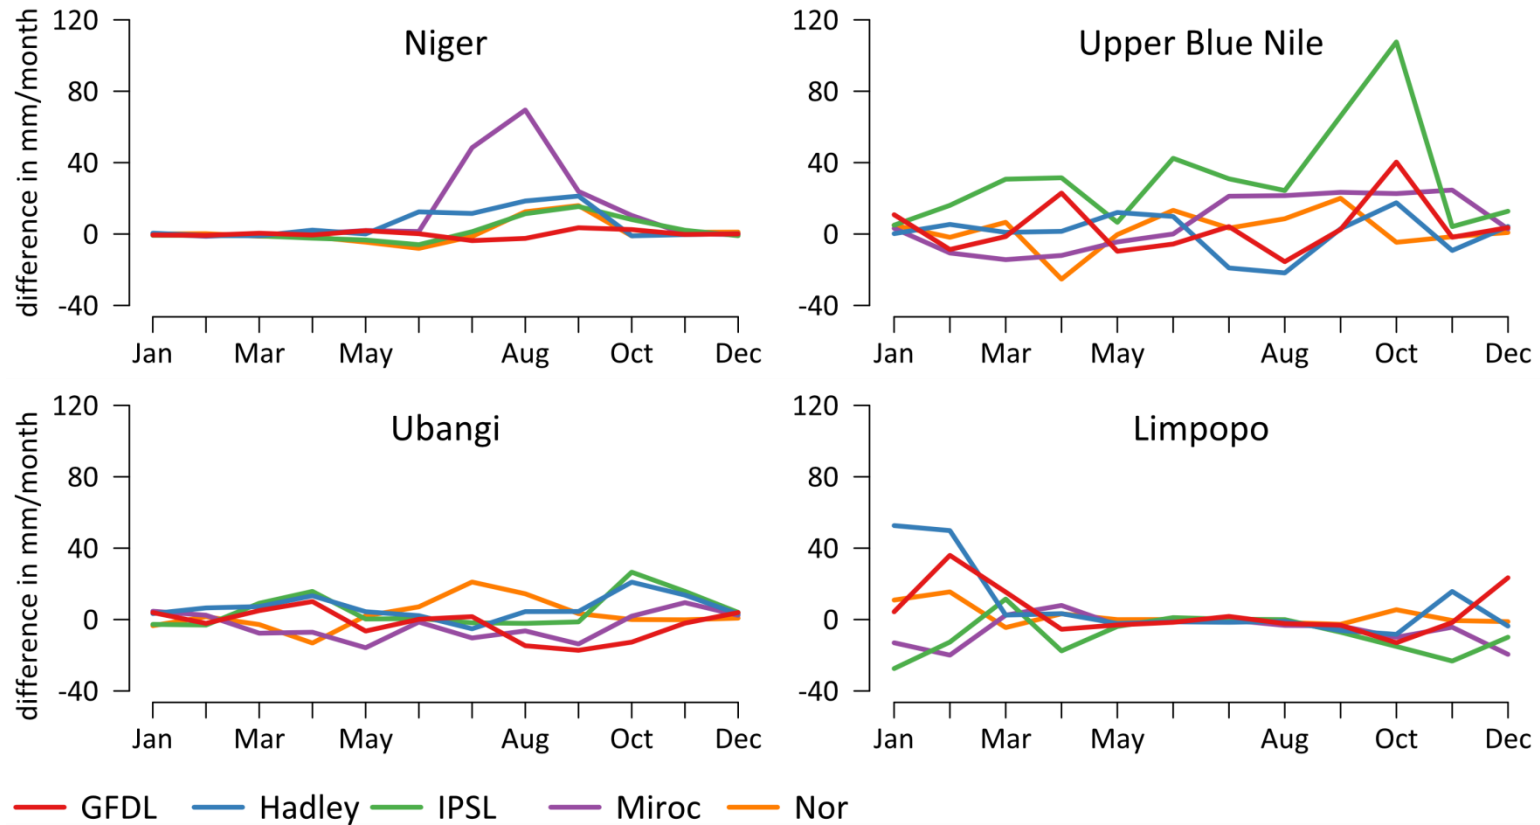 Niger
difference in mm/month
120
80
40
0
-40
Jan Mar May Aug Oct Dec
Upper Blue Nile
120
80
40
0
-40
Jan Mar May Aug Oct Dec
Ubangi
difference in mm/month
120
80
40
0
-40
Jan Mar May Aug Oct Dec
Limpopo
120
80
40
0
-40
Jan Mar May Aug Oct Dec
GFDL Hadley IPSL Miroc Nor